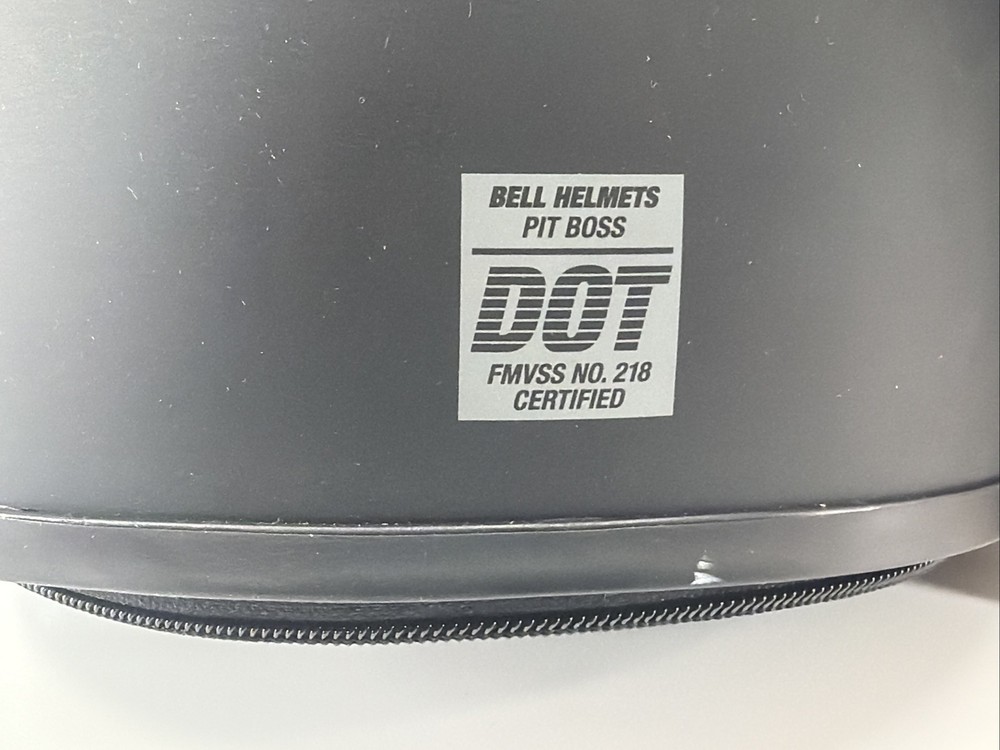 BELL HELMETS
PIT BOSS
DOT
FMVSS NO. 218
CERTIFIED